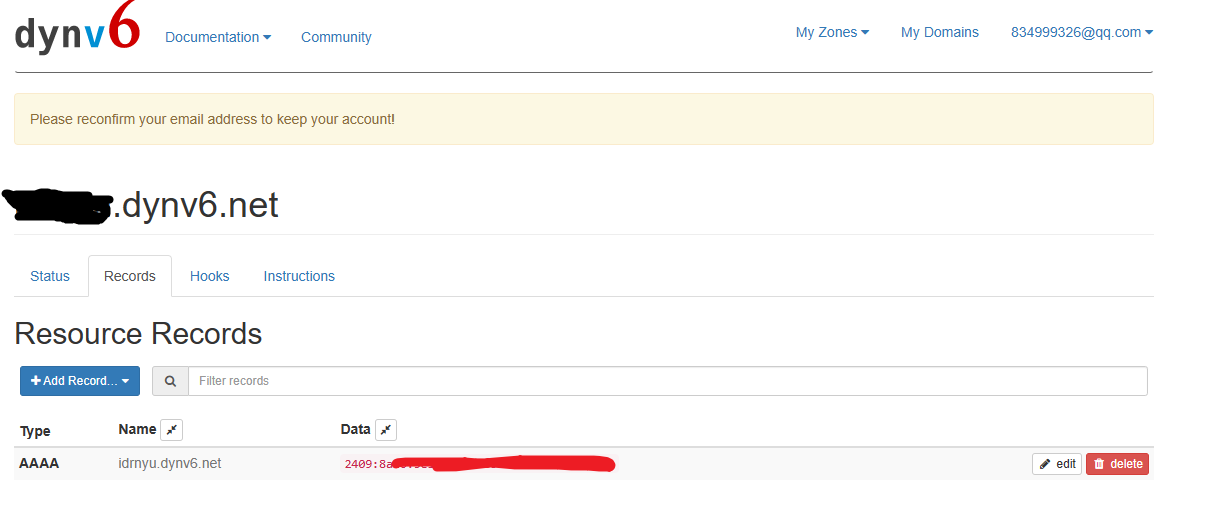 dynv6 Documentation Community My Zones My Domains 834999326@qq.com
Please reconfirm your email address to keep your account!
.dynv6.net
Status Records Hooks Instructions
Resource Records
Add Record... Filter records
Type Name Data
AAAA idrnyu.dynv6.net 2409:8a edit delete